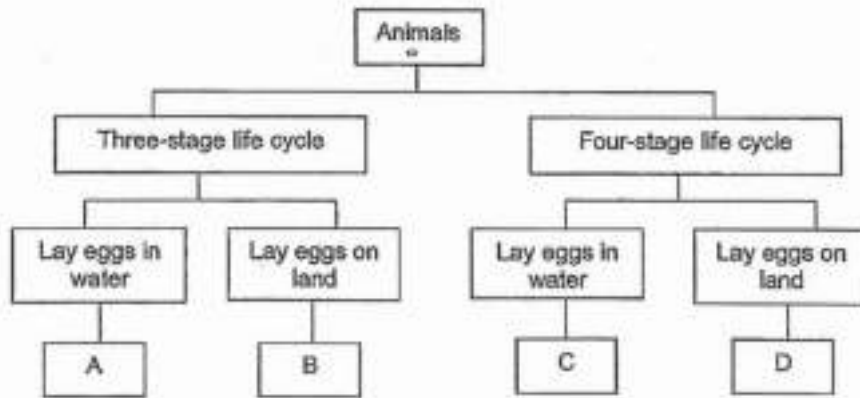 Animals
Three-stage life cycle
Four-stage life cycle
Lay eggs in
water
Lay eggs on
land
Lay eggs in
water
Lay eggs on
land
A
B
C
D